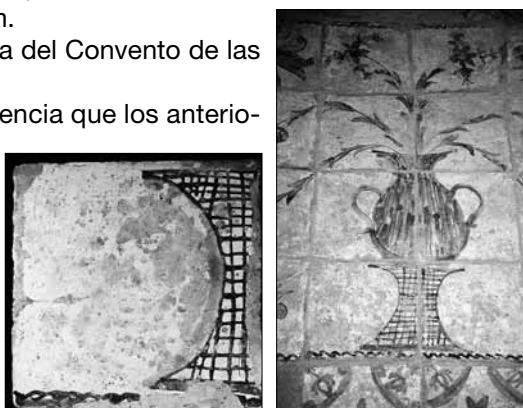 n.
a del Convento de las
encia que los anterio-